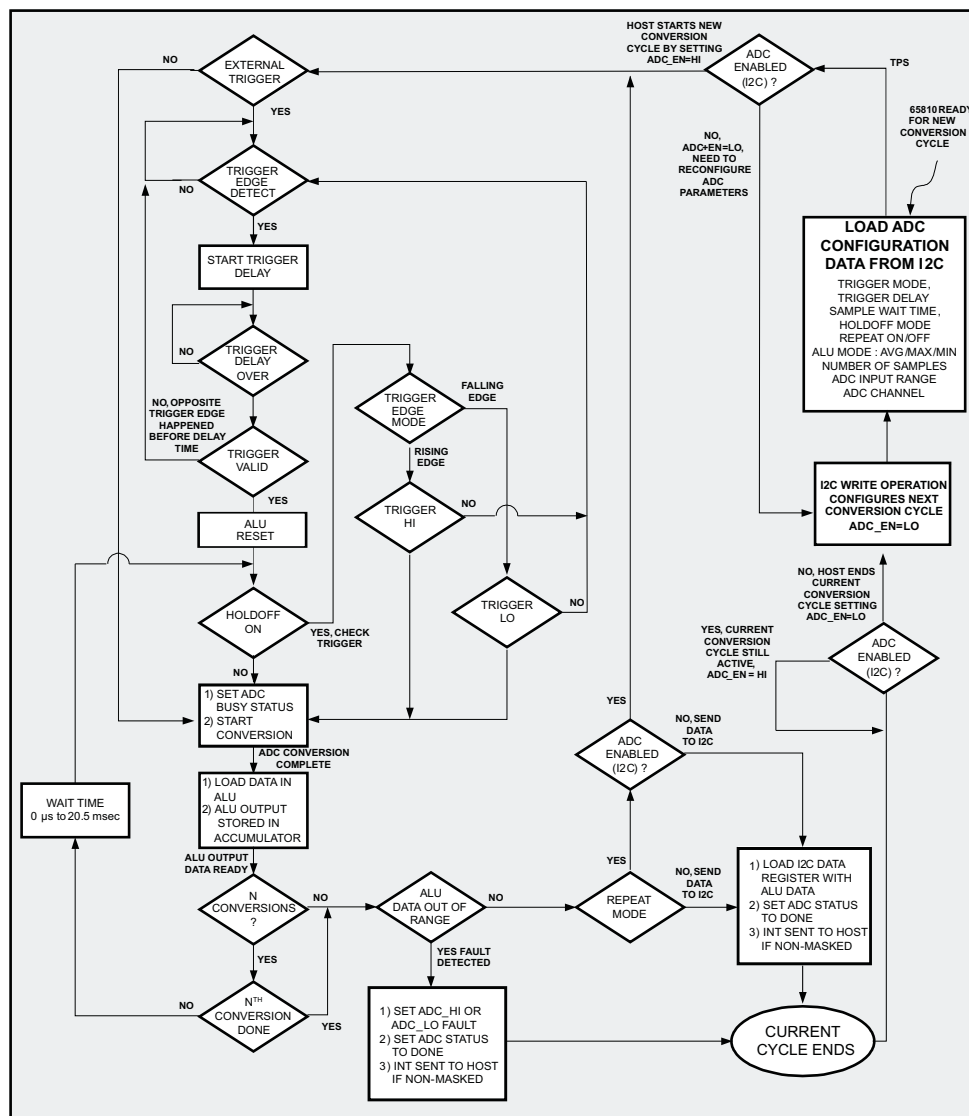 HOST STARTS NEW
CONVERSION
CYCLE BY SETTING
ADC_EN=HI
NO
EXTERNAL
TRIGGER
ADC
ENABLED
(I2C) ?
TPS
YES
65810 READY
FOR NEW
CONVERSION
CYCLE
NO,
ADC+EN=LO,
NEED TO
RECONFIGURE
ADC
PARAMETERS
TRIGGER
EDGE
DETECT
NO
YES
START TRIGGER
DELAY
LOAD ADC
CONFIGURATION
DATA FROM I2C
TRIGGER MODE,
TRIGGER DELAY
SAMPLE WAIT TIME,
HOLDOFF MODE
REPEAT ON/OFF
ALU MODE : AVG/MAX/MIN
NUMBER OF SAMPLES
ADC INPUT RANGE
ADC CHANNEL
NO
TRIGGER
DELAY
OVER
NO, OPPOSITE
TRIGGER EDGE
HAPPENED
BEFORE DELAY
TIME
TRIGGER
EDGE
MODE
FALLING
EDGE
RISING
EDGE
TRIGGER
VALID
YES
TRIGGER
HI
NO
I2C WRITE OPERATION
CONFIGURES NEXT
CONVERSION CYCLE
ADC_EN=LO
ALU
RESET
NO, HOST ENDS
CURRENT
CONVERSION
CYCLE SETTING
ADC_EN=LO
HOLDOFF
ON
YES, CHECK
TRIGGER
TRIGGER
LO
NO
YES, CURRENT
CONVERSION
CYCLE STILL
ACTIVE,
ADC_EN = HI
ADC
ENABLED
(I2C) ?
NO
1) SET ADC
BUSY STATUS
2) START
CONVERSION
YES
NO, SEND
DATA
TO I2C
ADC
ENABLED
(I2C) ?
ADC CONVERSION
COMPLETE
WAIT TIME
0 µs to 20.5 msec
1) LOAD DATA IN
ALU
2) ALU OUTPUT
STORED IN
ACCUMULATOR
ALU OUTPUT
DATA READY
YES
NO, SEND
DATA
TO I2C
N
CONVERSIONS
?
NO
ALU
DATA OUT OF
RANGE
NO
REPEAT
MODE
1) LOAD I2C DATA
REGISTER WITH
ALU DATA
2) SET ADC STATUS
TO DONE
3) INT SENT TO HOST
IF NON-MASKED
YES
YES FAULT
DETECTED
NO
NTH
CONVERSION
DONE
YES
1) SET ADC_HI OR
ADC_LO FAULT
2) SET ADC STATUS
TO DONE
3) INT SENT TO HOST
IF NON-MASKED
CURRENT
CYCLE ENDS